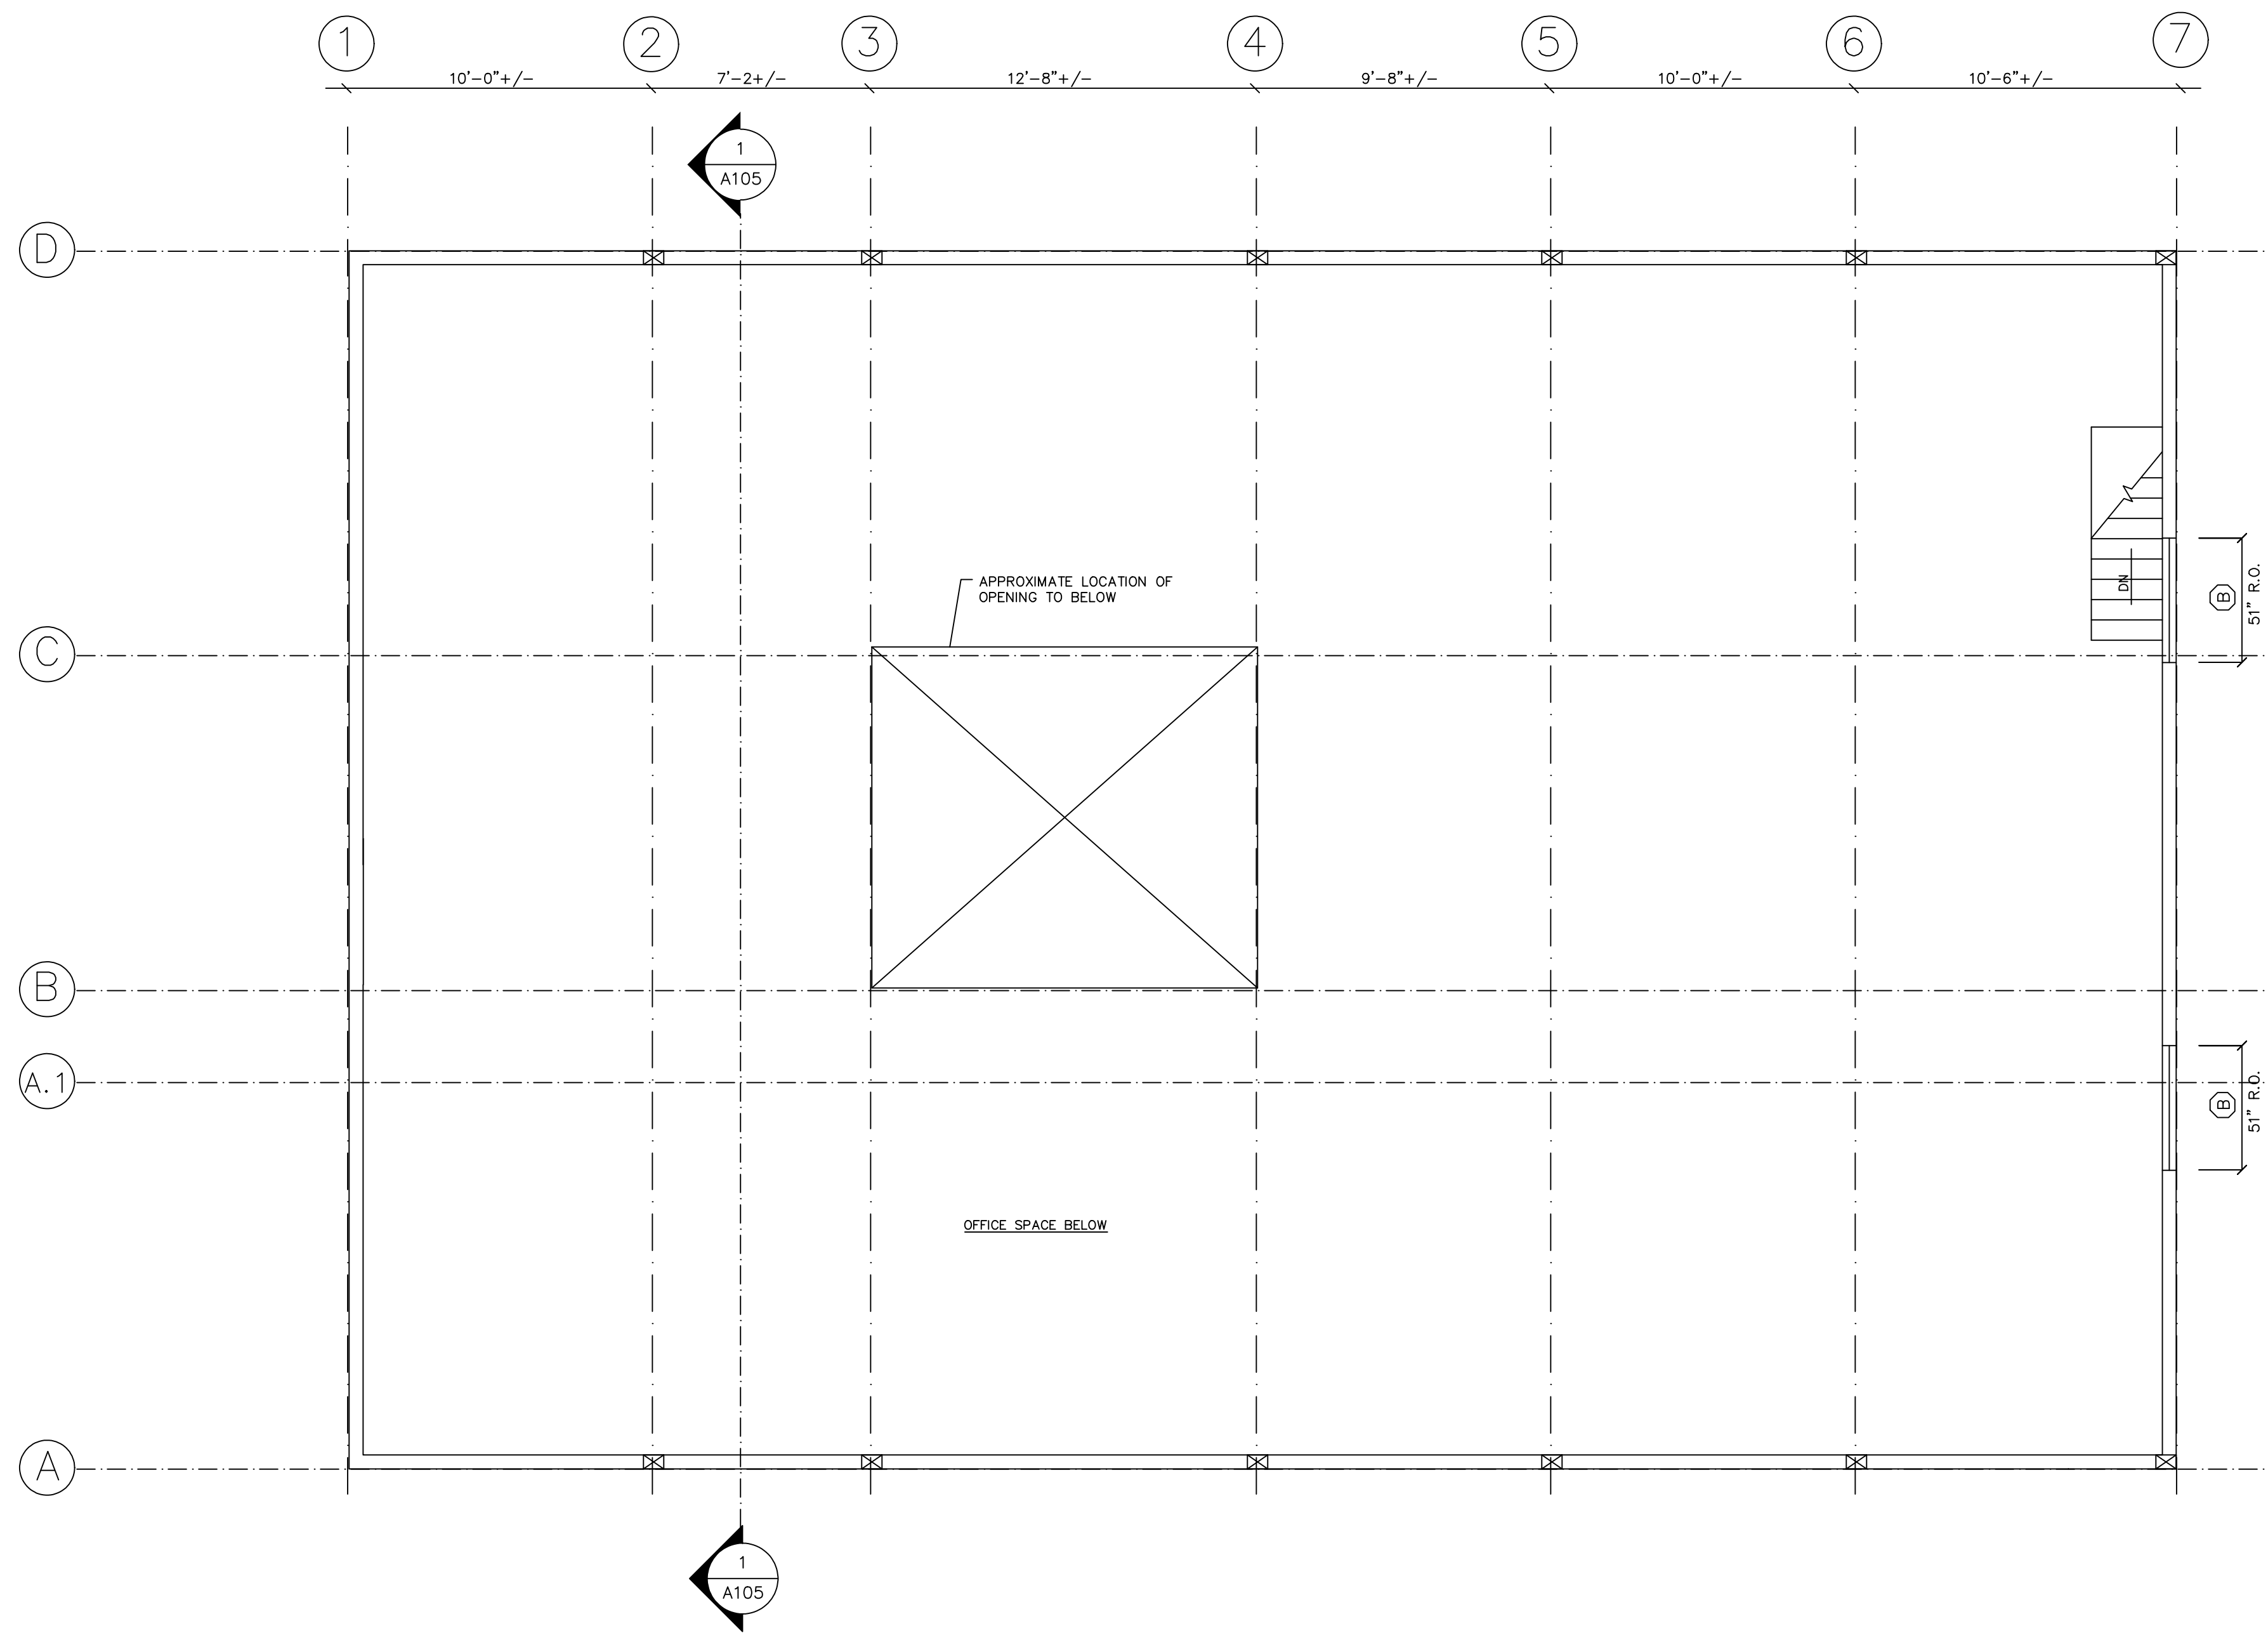 1 2 3 4 5 6 7
10'-0"+/- 7'-2+/- 12'-8"+/- 9'-8"+/- 10'-0"+/- 10'-6"+/-
1
A105
D
APPROXIMATE LOCATION OF
OPENING TO BELOW
DN
B
51" R.O.
C
B
A.1
B
51" R.O.
OFFICE SPACE BELOW
A
1
A105